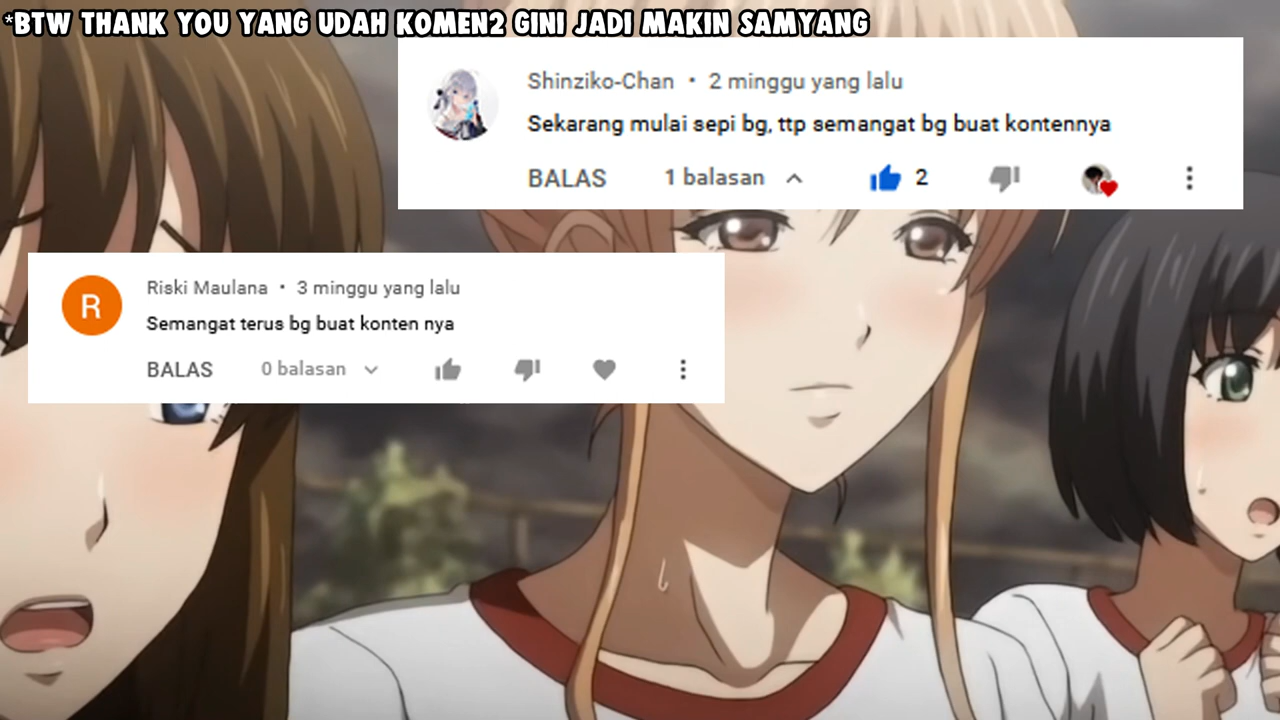 *BTW THANK YOU YANG UDAH KOMEN2 GINI JADI MAKIN SAMYANG
Shinziko-Chan • 2 minggu yang lalu
Sekarang mulai sepi bg, ttp semangat bg buat kontennya
BALAS 1 balasan 2
R
Riski Maulana • 3 minggu yang lalu
Semangat terus bg buat konten nya
BALAS 0 balasan